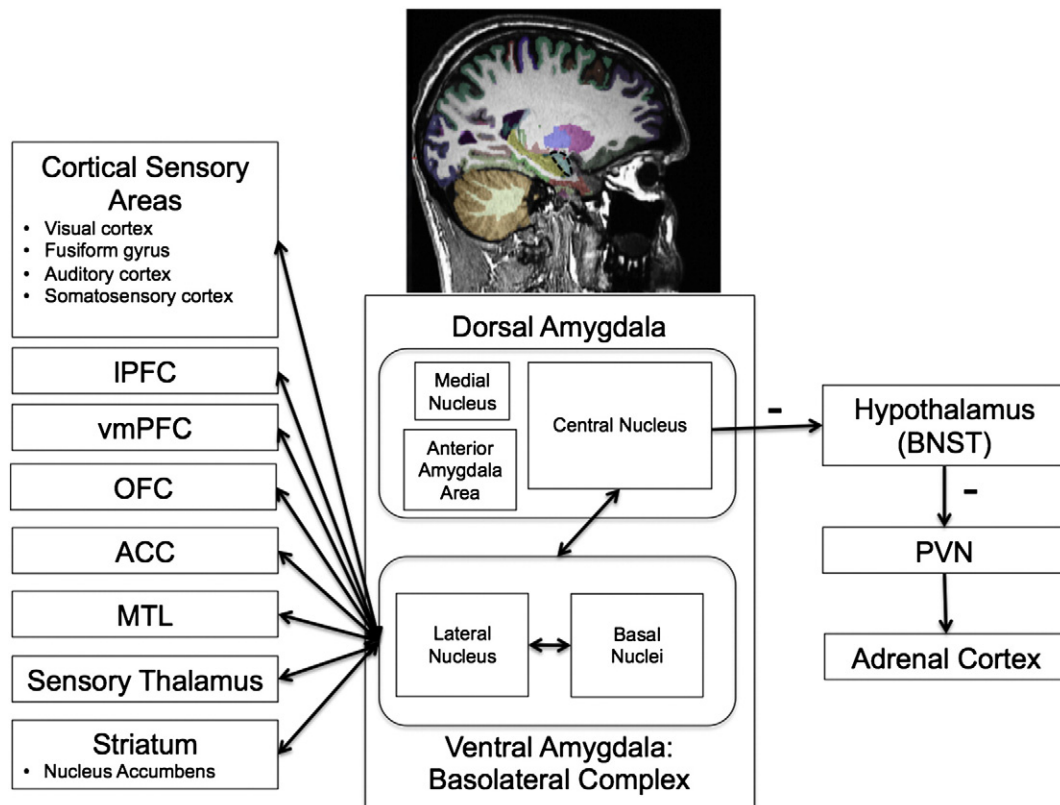 Cortical Sensory
Areas
• Visual cortex
• Fusiform gyrus
• Auditory cortex
• Somatosensory cortex
lPFC
vmPFC
OFC
ACC
MTL
Sensory Thalamus
Striatum
• Nucleus Accumbens
Dorsal Amygdala
Medial
Nucleus
Anterior
Amygdala
Area
Central Nucleus
Lateral
Nucleus
Basal
Nuclei
Ventral Amygdala:
Basolateral Complex
-
Hypothalamus
(BNST)
-
PVN
Adrenal Cortex